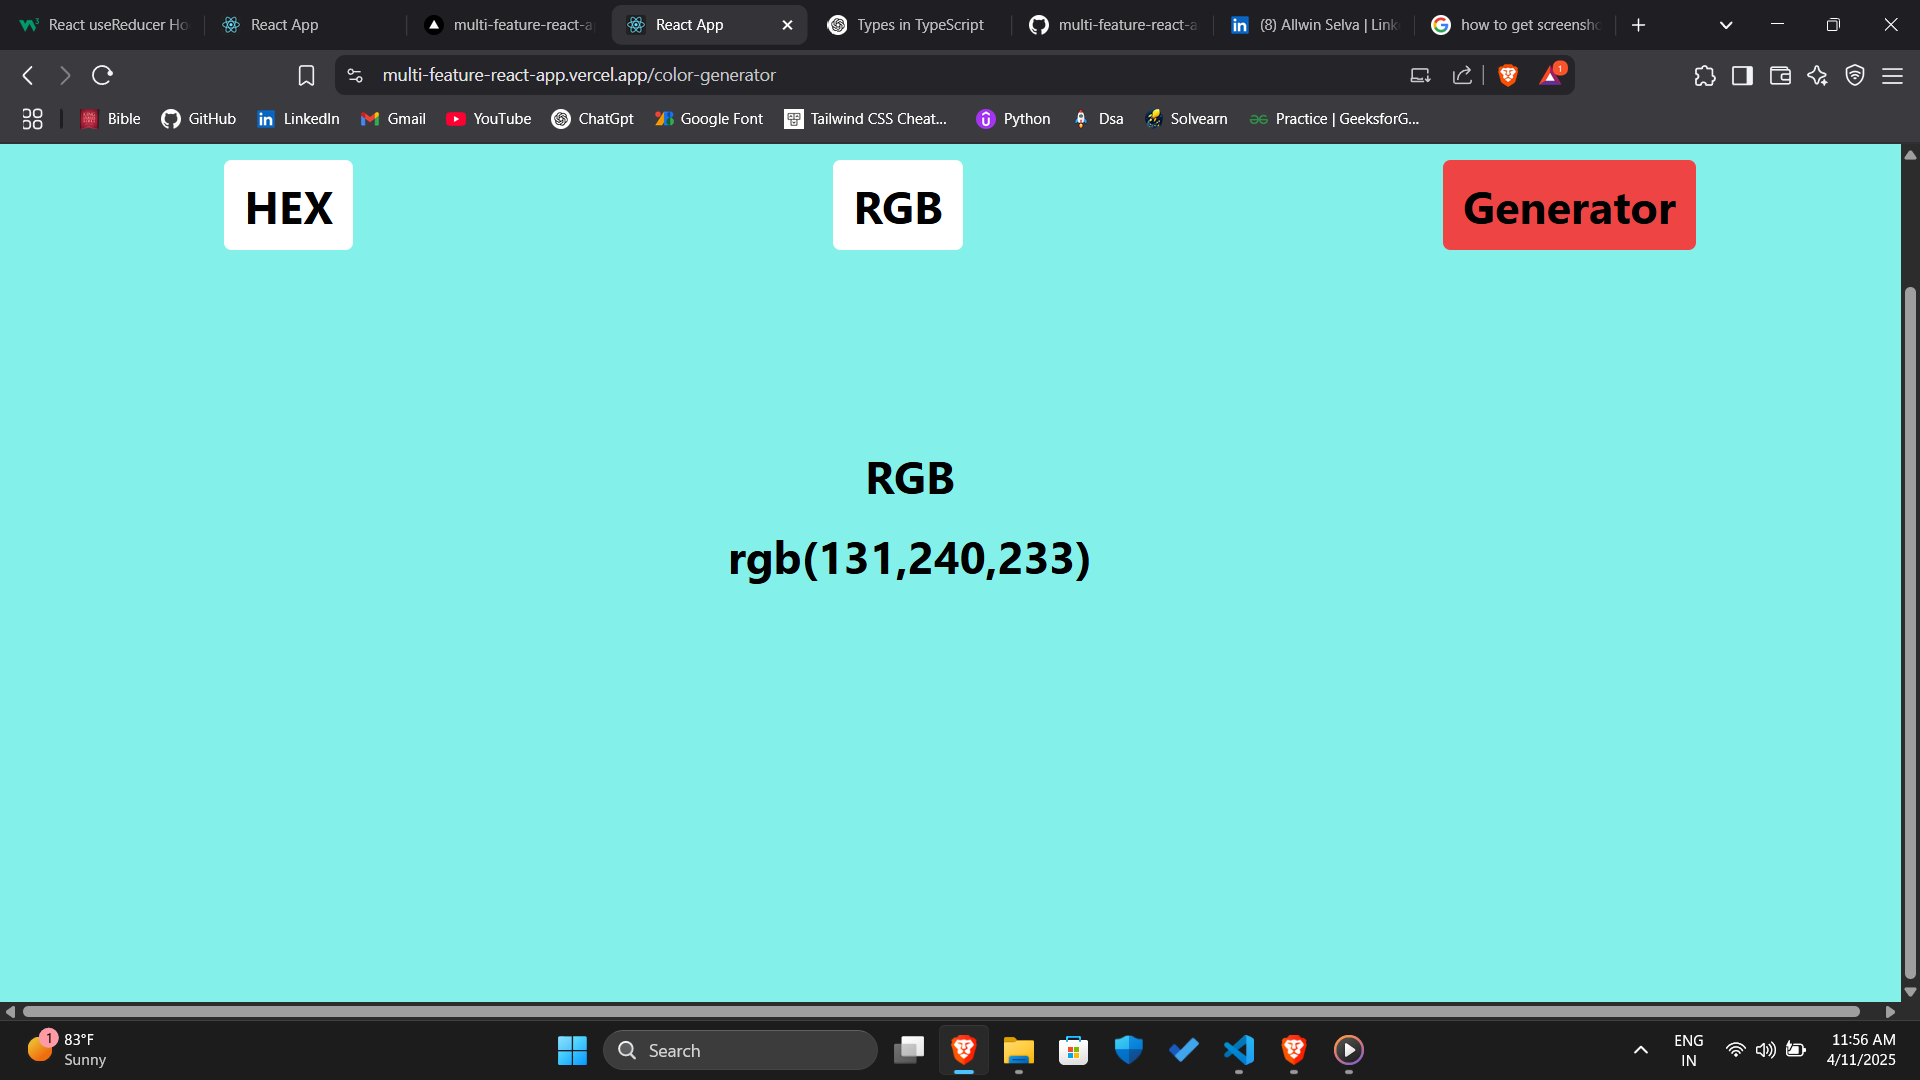 React useReducer Ho
React App
multi-feature-react-a
React App
Types in TypeScript
multi-feature-react-a
(8) Allwin Selva | Link
how to get screensho
multi-feature-react-app.vercel.app/color-generator
1
Bible
GitHub
LinkedIn
Gmail
YouTube
ChatGpt
Google Font
Tailwind CSS Cheat...
Python
Dsa
Solvearn
Practice | GeeksforG...
HEX
RGB
Generator
RGB
rgb(131,240,233)
1
83°F
Sunny
Search
ENG
IN
11:56 AM
4/11/2025